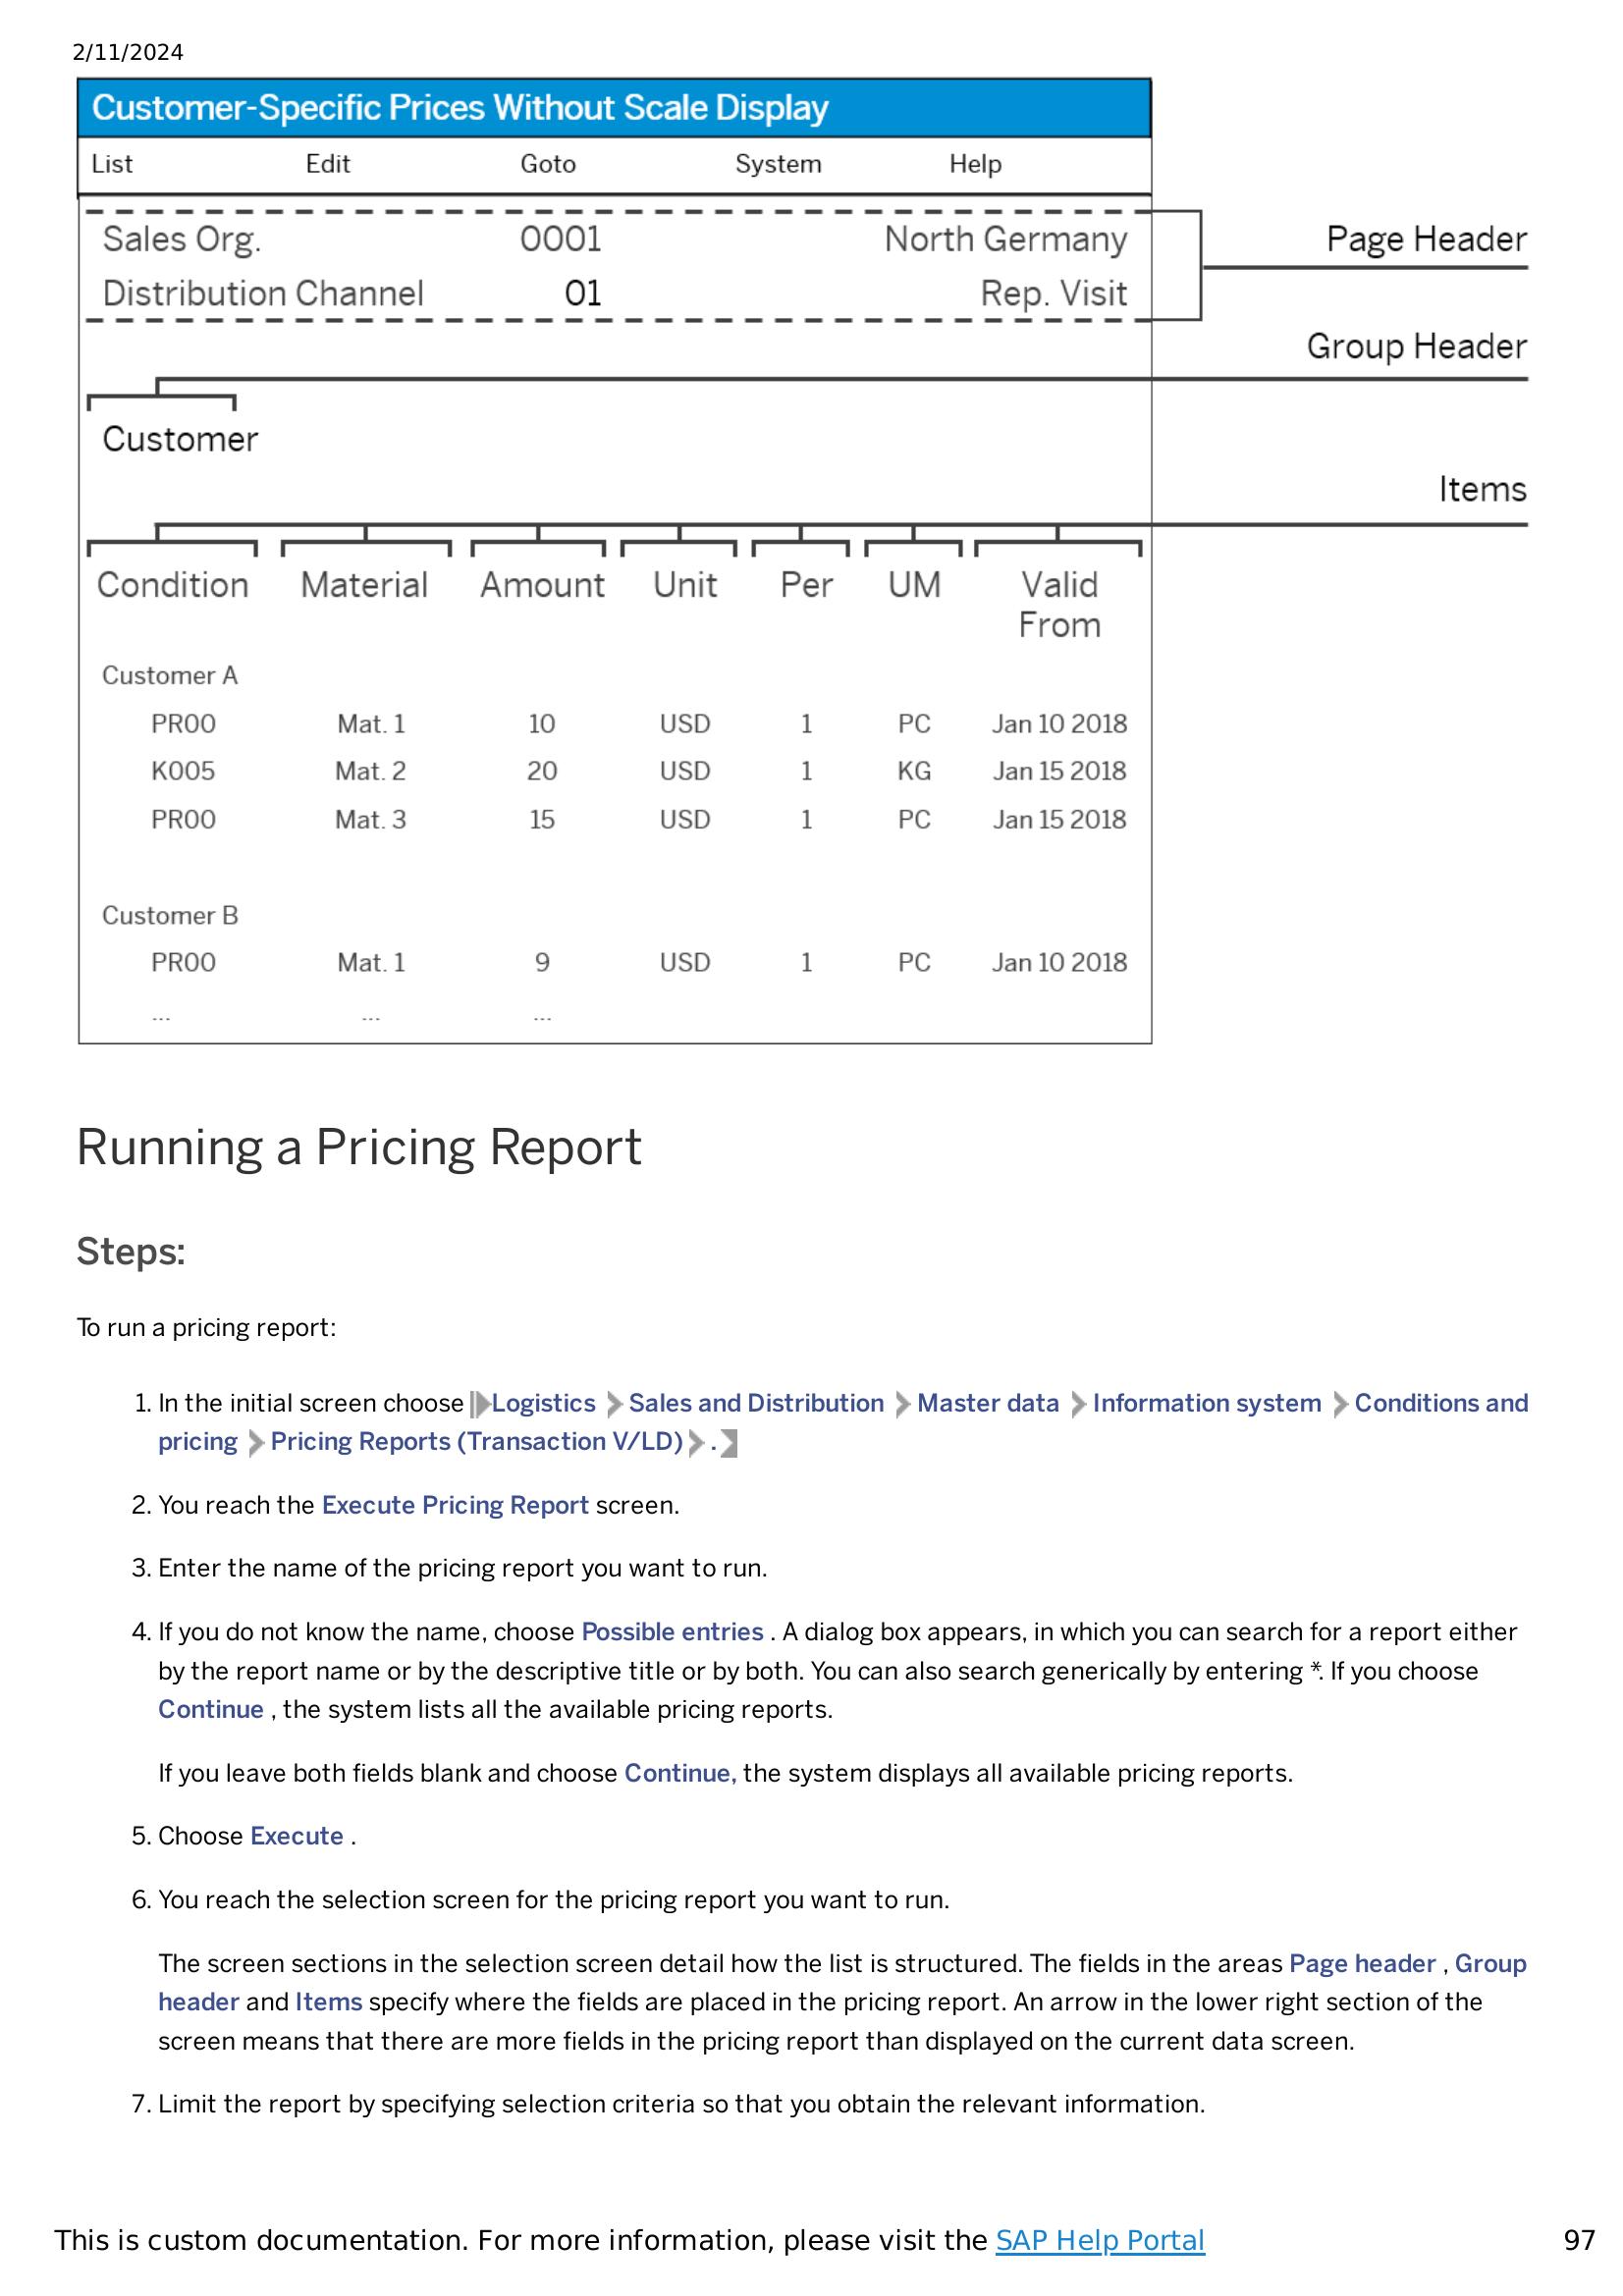 2/11/2024
Customer-Specific Prices Without Scale Display
List Edit Goto System Help
Sales Org. 0001 North Germany
Page Header
Distribution Channel 01 Rep. Visit
Group Header
Customer
Items
Condition Material Amount Unit Per UM Valid
From
Customer A
PR00 Mat. 1 10 USD 1 PC Jan 10 2018
K005 Mat. 2 20 USD 1 KG Jan 15 2018
PR00 Mat. 3 15 USD 1 PC Jan 15 2018
Customer B
PR00 Mat. 1 9 USD 1 PC Jan 10 2018
... ... ...
Running a Pricing Report
Steps:
To run a pricing report:
1. In the initial screen choose Logistics Sales and Distribution Master data Information system Conditions and
pricing Pricing Reports (Transaction V/LD) .
2. You reach the Execute Pricing Report screen.
3. Enter the name of the pricing report you want to run.
4. If you do not know the name, choose Possible entries . A dialog box appears, in which you can search for a report either
by the report name or by the descriptive title or by both. You can also search generically by entering *. If you choose
Continue , the system lists all the available pricing reports.
If you leave both fields blank and choose Continue, the system displays all available pricing reports.
5. Choose Execute .
6. You reach the selection screen for the pricing report you want to run.
The screen sections in the selection screen detail how the list is structured. The fields in the areas Page header , Group
header and Items specify where the fields are placed in the pricing report. An arrow in the lower right section of the
screen means that there are more fields in the pricing report than displayed on the current data screen.
7. Limit the report by specifying selection criteria so that you obtain the relevant information.
This is custom documentation. For more information, please visit the SAP Help Portal 97